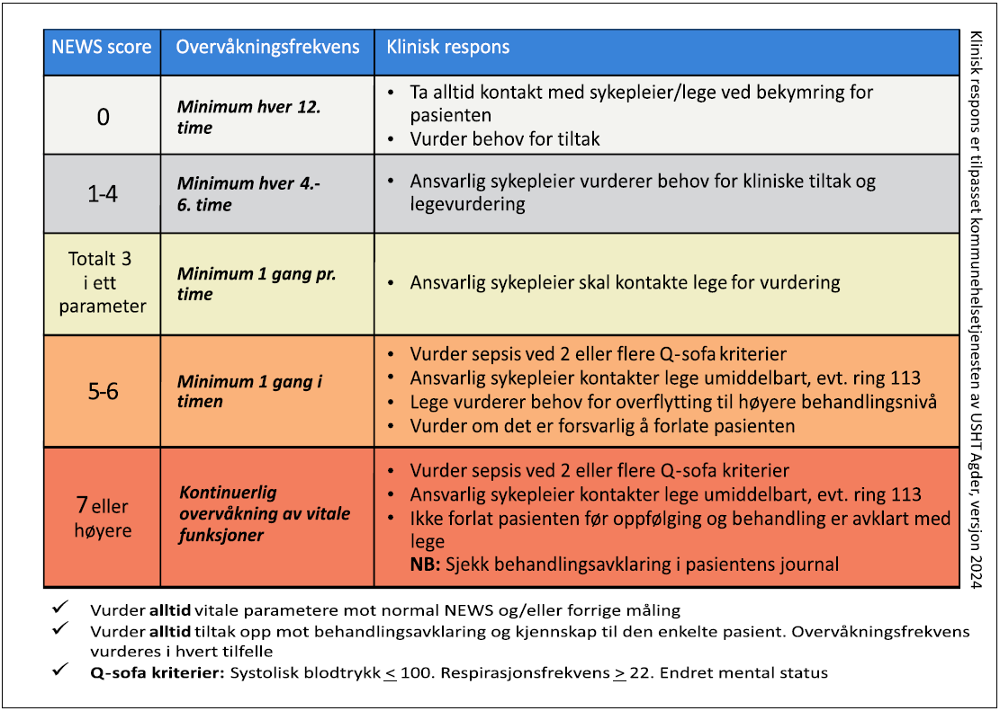 NEWS score
Overvåkningsfrekvens
Klinisk respons
0
Minimum hver 12.
time
• Ta alltid kontakt med sykepleier/lege ved bekymring for
pasienten
• Vurder behov for tiltak
1-4
Minimum hver 4.-
6. time
• Ansvarlig sykepleier vurderer behov for kliniske tiltak og
legevurdering
Totalt 3
i ett
parameter
Minimum 1 gang pr.
time
• Ansvarlig sykepleier skal kontakte lege for vurdering
5-6
Minimum 1 gang i
timen
• Vurder sepsis ved 2 eller flere Q-sofa kriterier
• Ansvarlig sykepleier kontakter lege umiddelbart, evt. ring 113
• Lege vurderer behov for overflytting til høyere behandlingsnivå
• Vurder om det er forsvarlig å forlate pasienten
7 eller
høyere
Kontinuerlig
overvåkning av vitale
funksjoner
• Vurder sepsis ved 2 eller flere Q-sofa kriterier
• Ansvarlig sykepleier kontakter lege umiddelbart, evt. ring 113
• Ikke forlat pasienten før oppfølging og behandling er avklart med
lege
NB: Sjekk behandlingsavklaring i pasientens journal
✓ Vurder alltid vitale parametere mot normal NEWS og/eller forrige måling
✓ Vurder alltid tiltak opp mot behandlingsavklaring og kjennskap til den enkelte pasient. Overvåkningsfrekvens
vurderes i hvert tilfelle
✓ Q-sofa kriterier: Systolisk blodtrykk ≤ 100. Respirasjonsfrekvens ≥ 22. Endret mental status
Klinisk respons er tilpasset kommunehelsetjenesten av USHT Agder, versjon 2024